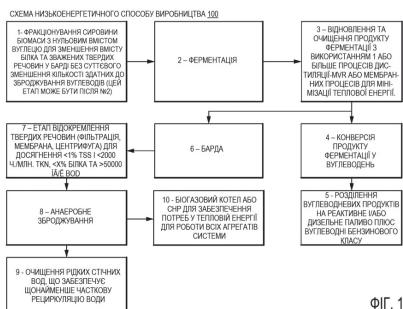 СХЕМА НИЗЬКОЕНЕРГЕТИЧНОГО СПОСОБУ ВИРОБНИЦТВА 100
1- ФРАКЦІОНУВАННЯ СИРОВИНИ
БІОМАСИ З НУЛЬОВИМ ВМІСТОМ
ВУГЛЕЦЮ ДЛЯ ЗМЕНШЕННЯ ВМІСТУ
БІЛКА ТА ЗВАЖЕНИХ ТВЕРДИХ
РЕЧОВИН У БАРДІ БЕЗ СУТТЄВОГО
ЗМЕНШЕННЯ КІЛЬКОСТІ ЗДАТНИХ ДО
ЗБРОДЖУВАННЯ ВУГЛЕВОДІВ (ЦЕЙ
ЕТАП МОЖЕ БУТИ ПІСЛЯ №2)
2 – ФЕРМЕНТАЦІЯ
3 – ВІДНОВЛЕННЯ ТА
ОЧИЩЕННЯ ПРОДУКТУ
ФЕРМЕНТАЦІЇ З
ВИКОРИСТАННЯМ 1 АБО
БІЛЬШЕ ПРОЦЕСІВ ДИС-
ТИЛЯЦІЇ-MVR АБО МЕМБРАН-
НИХ ПРОЦЕСІВ ДЛЯ МІНІ-
МІЗАЦІЇ ТЕПЛОВОЇ ЕНЕРГІЇ.
7 – ЕТАП ВІДОКРЕМЛЕННЯ
ТВЕРДИХ РЕЧОВИН (ФІЛЬТРАЦІЯ,
МЕМБРАНА, ЦЕНТРИФУГА) ДЛЯ
ДОСЯГНЕННЯ <1% TSS І <2000
Ч./МЛН. TKN, <X% БІЛКА ТА >50000
ЇÃ/Ë BOD
6 – БАРДА
4 – КОНВЕРСІЯ
ПРОДУКТУ
ФЕРМЕНТАЦІЇ У
ВУГЛЕВОДЕНЬ
8 – АНАЕРОБНЕ
ЗБРОДЖУВАННЯ
10 - БІОГАЗОВИЙ КОТЕЛ АБО
CHP ДЛЯ ЗАБЕЗПЕЧЕННЯ
ПОТРЕБ У ТЕПЛОВІЙ ЕНЕРГІЇ
ДЛЯ РОБОТИ ВСІХ АГРЕГАТІВ
СИСТЕМИ
5 – РОЗДІЛЕННЯ
ВУГЛЕВОДНЕВИХ ПРОДУКТІВ
НА РЕАКТИВНЕ І/АБО
ДИЗЕЛЬНЕ ПАЛИВО ПЛЮС
ВУГЛЕВОДНІ БЕНЗИНОВОГО
КЛАСУ
9 – ОЧИЩЕННЯ РІДКИХ СТІЧНИХ
ВОД, ЩО ЗАБЕЗПЕЧУЄ
ЩОНАЙМЕНШЕ ЧАСТКОВУ
РЕЦИРКУЛЯЦІЮ ВОДИ
ФІГ. 1